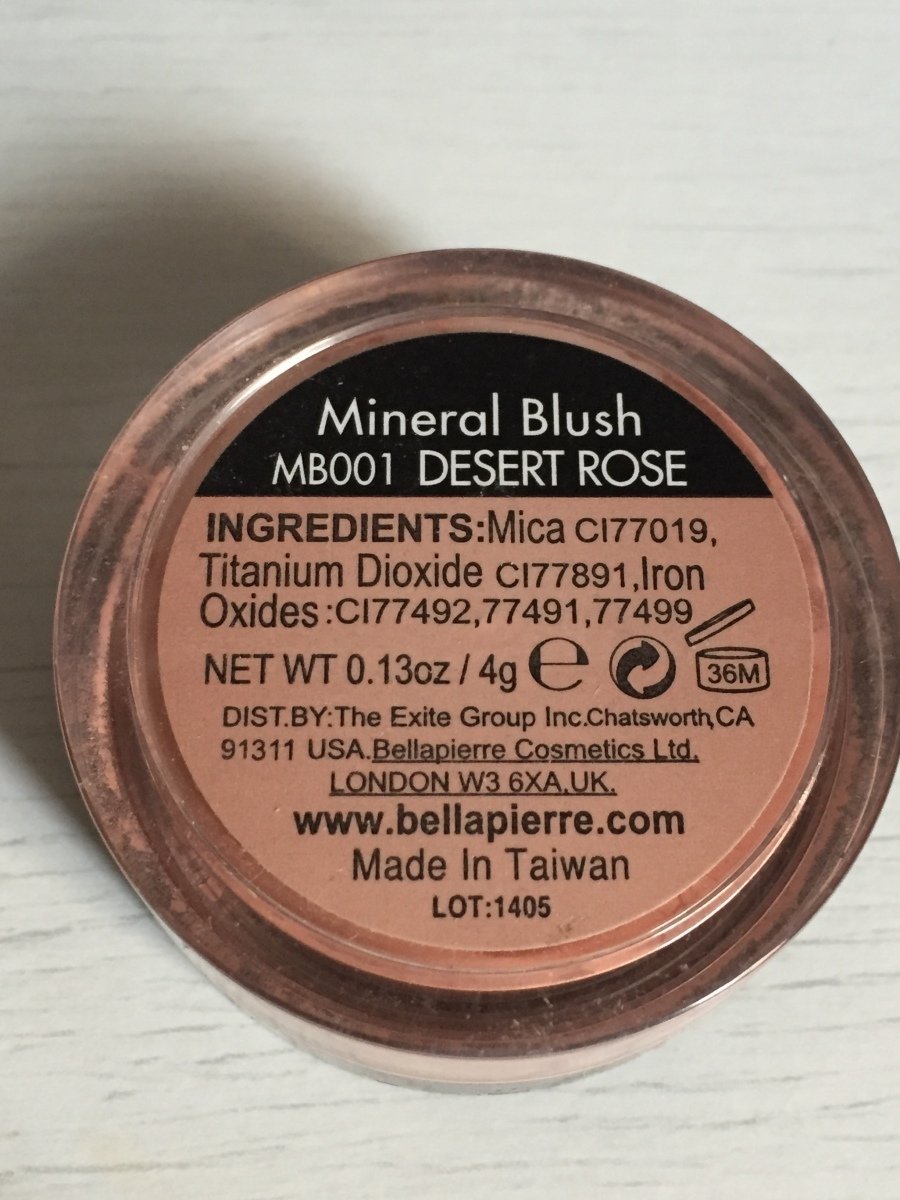 Mineral Blush
MB001 DESERT ROSE
INGREDIENTS:Mica CI77019,
Titanium Dioxide CI77891,Iron
Oxides:CI77492,77491,77499
NET WT 0.13oz / 4g e 36M
DIST.BY:The Exite Group Inc.Chatsworth,CA
91311 USA.Bellapierre Cosmetics Ltd.
LONDON W3 6XA,UK.
www.bellapierre.com
Made In Taiwan
LOT:1405